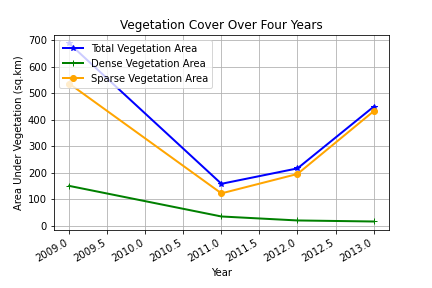 Vegetation Cover Over Four Years
Area Under Vegetation (sq.km)
700
600
500
400
300
200
100
0
Total Vegetation Area
Dense Vegetation Area
Sparse Vegetation Area
2009.0 2009.5 2010.0 2010.5 2011.0 2011.5 2012.0 2012.5 2013.0
Year